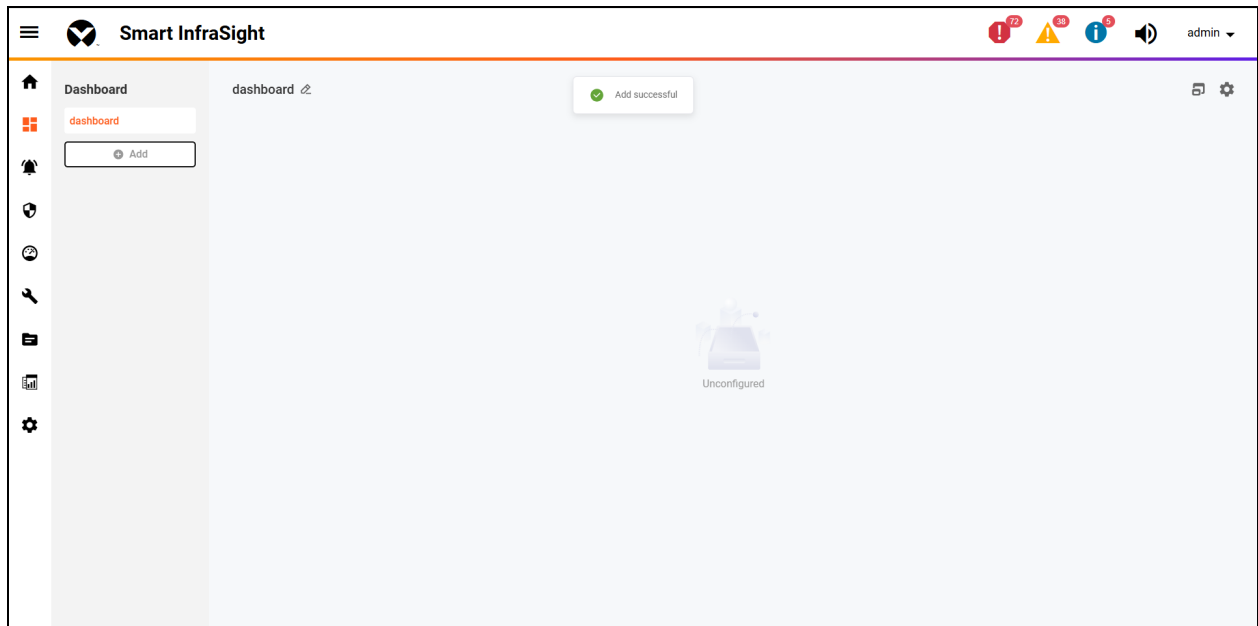 Smart InfraSight
72
38
5
admin
Dashboard
dashboard
Add
dashboard
Add successful
Unconfigured